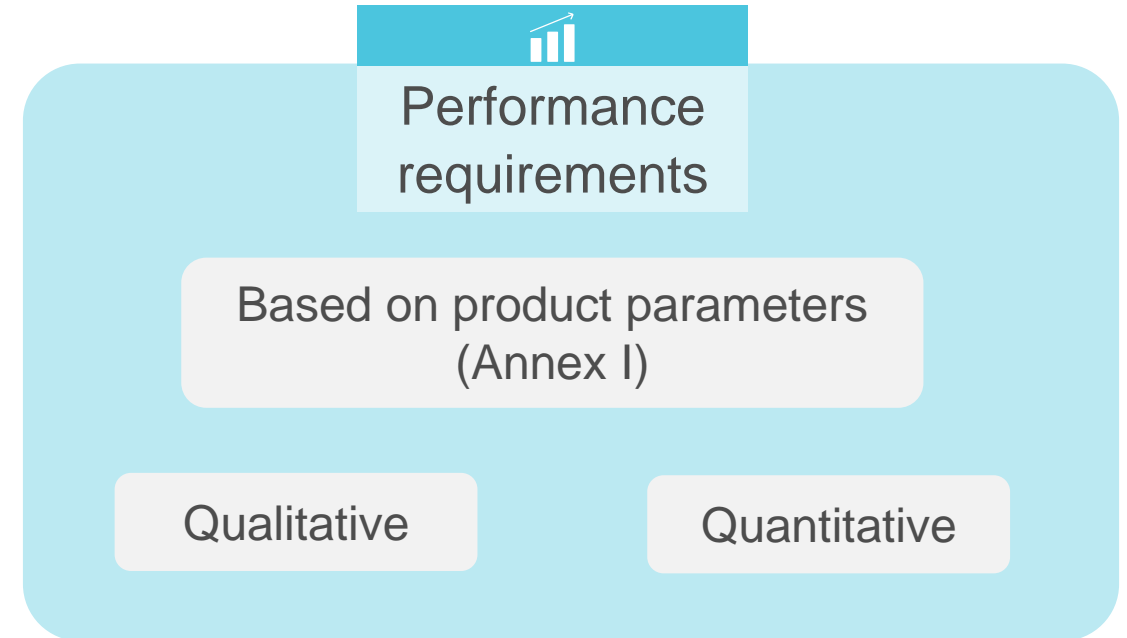 Performance
requirements
Based on product parameters
(Annex I)
Qualitative
Quantitative